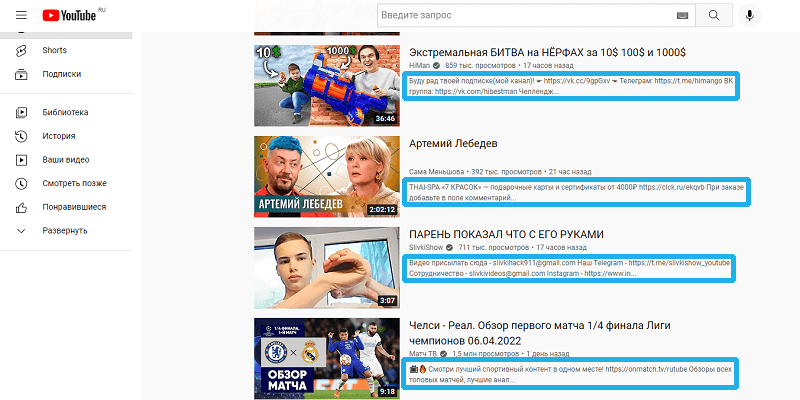 YouTube RU
Введите запрос
Shorts
Подписки
Библиотека
История
Ваши видео
Смотреть позже
Понравившиеся
Развернуть
10$ 1000$
36:46
Экстремальная БИТВА на НЁРФАХ за 10$ 100$ и 1000$
HiMan 859 тыс. просмотров • 17 часов назад
Буду рад твоей подписке(мой канал)! ☛ https://vk.cc/9gpGxv ☚ Телеграм: https://t.me/himango ВК
группа: https://vk.com/hibestman Челлендж...
АРТЕМИЙ ЛЕБЕДЕВ
2:02:12
Артемий Лебедев
Сама Меньшова • 392 тыс. просмотров • 21 час назад
THAI-SPA «7 КРАСОК» — подарочные карты и сертификаты от 4000₽ https://clck.ru/ekqvb При заказе
добавьте в поле комментарий...
3:07
ПАРЕНЬ ПОКАЗАЛ ЧТО С ЕГО РУКАМИ
SlivkiShow 711 тыс. просмотров • 17 часов назад
Видео присылать сюда - slivkihack911@gmail.com Наш Telegram - https://t.me/slivkishow_youtube
Сотрудничество - slivkivideos@gmail.com Instagram - https://www.in...
1/4 ФИНАЛА.
1-Й МАТЧ
ОБЗОР
МАТЧА
9:18
Челси - Реал. Обзор первого матча 1/4 финала Лиги
чемпионов 06.04.2022
Матч ТВ 1,5 млн просмотров • 1 день назад
📺🔥 Смотри лучший спортивный контент в одном месте! https://onmatch.tv/rutube Обзоры всех
топовых матчей, лучшие анал...